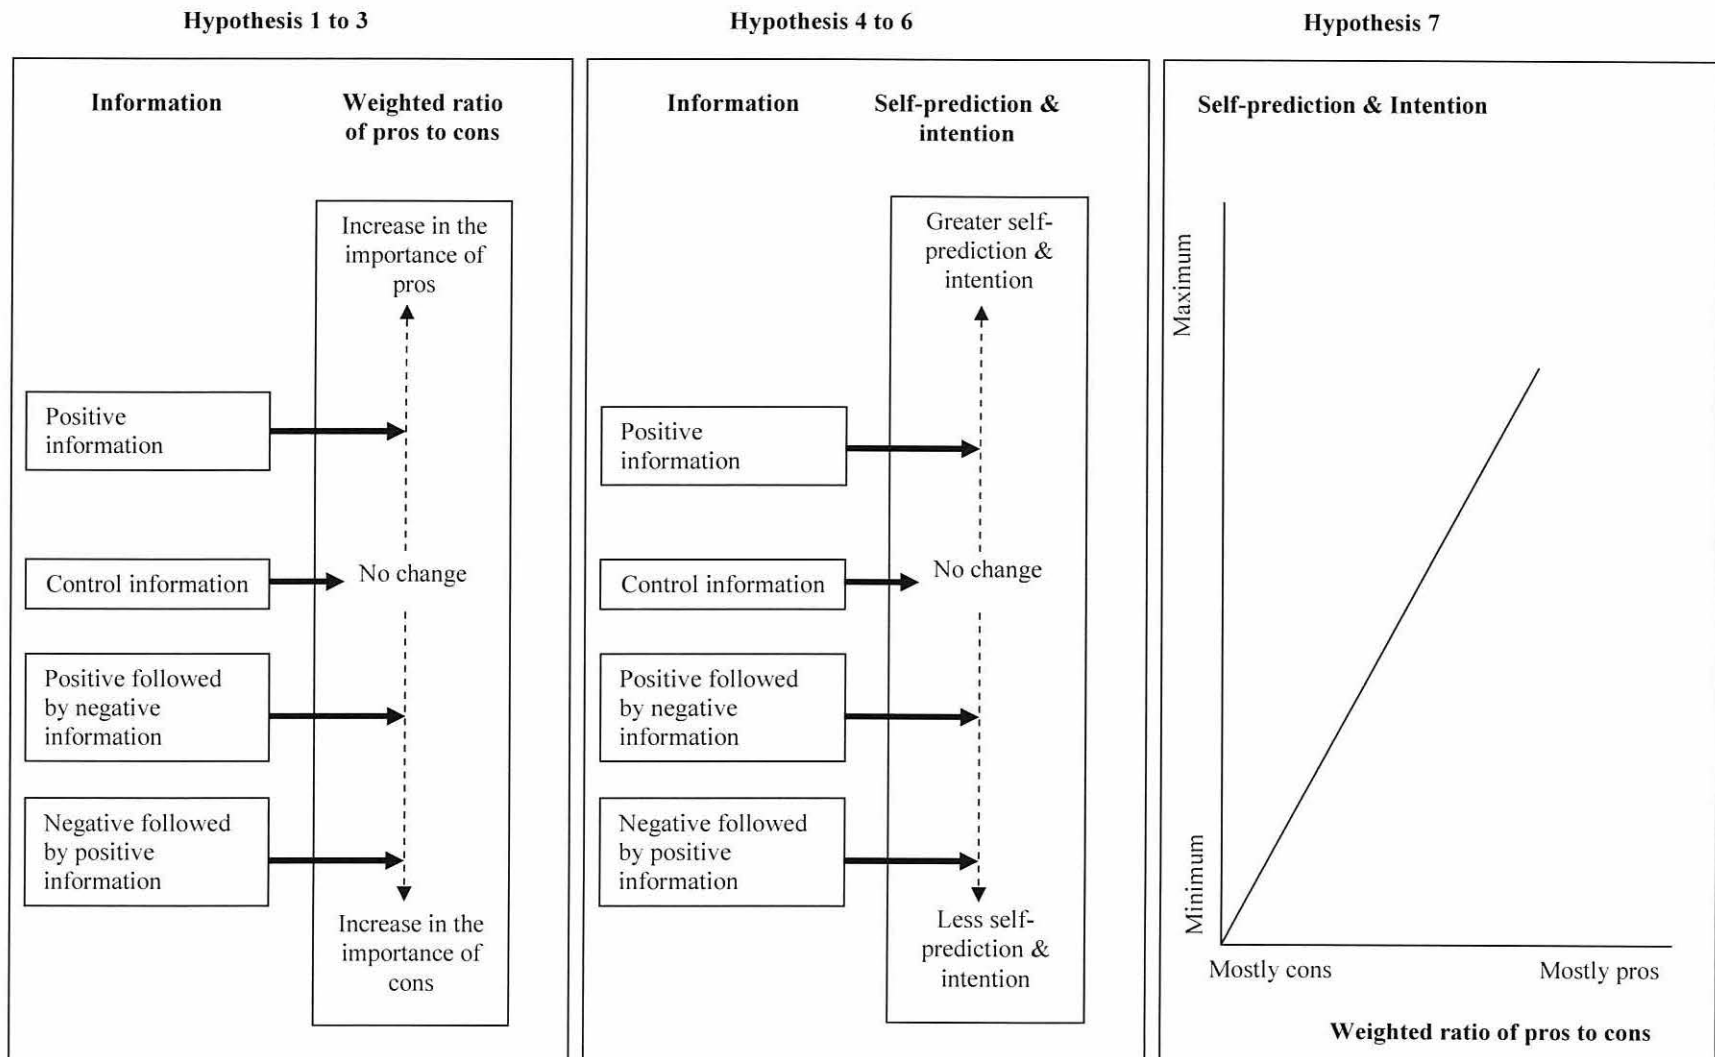 Hypothesis 1 to 3
Information
Weighted ratio
of pros to cons
Increase in the
importance of
pros
Positive
information
Control information
No change
Positive followed
by negative
information
Negative followed
by positive
information
Increase in the
importance of
cons
Hypothesis 4 to 6
Information
Self-prediction &
intention
Greater self-
prediction &
intention
Positive
information
Control information
No change
Positive followed
by negative
information
Negative followed
by positive
information
Less self-
prediction &
intention
Hypothesis 7
Self-prediction & Intention
Maximum
Minimum
Mostly cons
Mostly pros
Weighted ratio of pros to cons